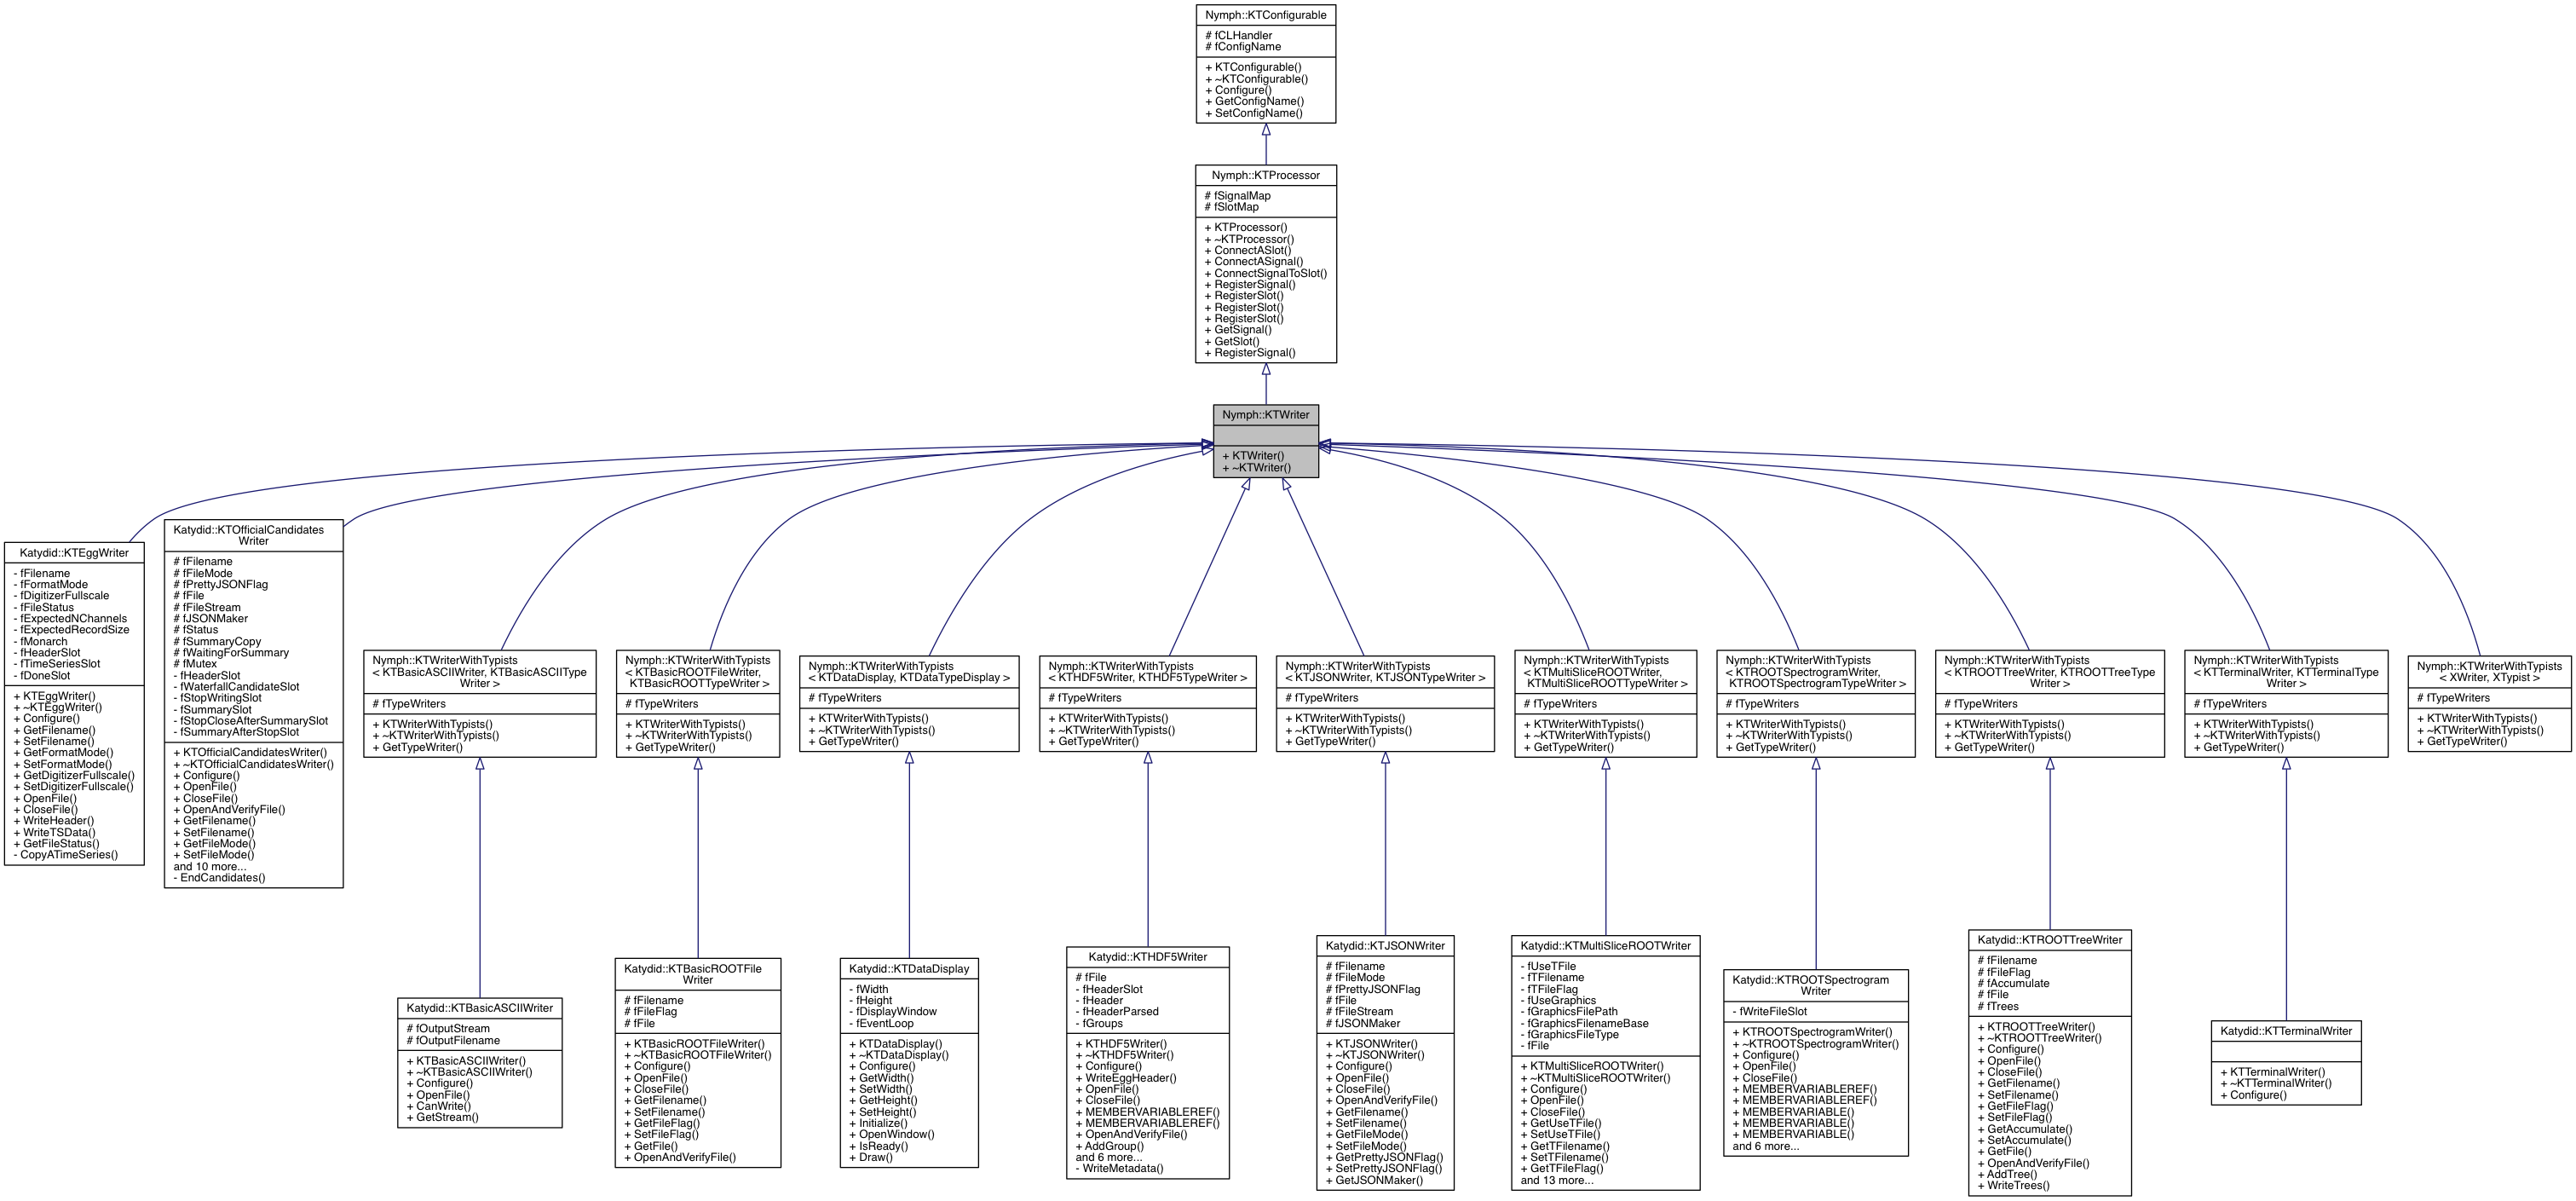 Nymph::KTConfigurable
# fCLHandler
# fConfigName
+ KTConfigurable()
+ ~KTConfigurable()
+ Configure()
+ GetConfigName()
+ SetConfigName()
Nymph::KTProcessor
# fSignalMap
# fSlotMap
+ KTProcessor()
+ ~KTProcessor()
+ ConnectASlot()
+ ConnectASignal()
+ ConnectSignalToSlot()
+ RegisterSignal()
+ RegisterSlot()
+ RegisterSlot()
+ RegisterSlot()
+ GetSignal()
+ GetSlot()
+ RegisterSignal()
Nymph::KTWriter
+ KTWriter()
+ ~KTWriter()
Katydid::KTEggWriter
- fFilename
- fFormatMode
- fDigitizerFullscale
- fFileStatus
- fExpectedNChannels
- fExpectedRecordSize
- fMonarch
- fHeaderSlot
- fTimeSeriesSlot
- fDoneSlot
+ KTEggWriter()
+ ~KTEggWriter()
+ Configure()
+ GetFilename()
+ SetFilename()
+ GetFormatMode()
+ SetFormatMode()
+ GetDigitizerFullscale()
+ SetDigitizerFullscale()
+ OpenFile()
+ CloseFile()
+ WriteHeader()
+ WriteTSData()
+ GetFileStatus()
- CopyATimeSeries()
Katydid::KTOfficialCandidates
Writer
# fFilename
# fFileMode
# fPrettyJSONFlag
# fFile
# fFileStream
# fJSONMaker
# fStatus
# fSummaryCopy
# fWaitingForSummary
# fMutex
- fHeaderSlot
- fWaterfallCandidateSlot
- fStopWritingSlot
- fSummarySlot
- fStopCloseAfterSummarySlot
- fSummaryAfterStopSlot
+ KTOfficialCandidatesWriter()
+ ~KTOfficialCandidatesWriter()
+ Configure()
+ OpenFile()
+ CloseFile()
+ OpenAndVerifyFile()
+ GetFilename()
+ SetFilename()
+ GetFileMode()
+ SetFileMode()
and 10 more...
- EndCandidates()
Nymph::KTWriterWithTypists
< KTBasicASCIIWriter, KTBasicASCIIType
Writer >
# fTypeWriters
+ KTWriterWithTypists()
+ ~KTWriterWithTypists()
+ GetTypeWriter()
Nymph::KTWriterWithTypists
< KTBasicROOTFileWriter,
KTBasicROOTTypeWriter >
# fTypeWriters
+ KTWriterWithTypists()
+ ~KTWriterWithTypists()
+ GetTypeWriter()
Nymph::KTWriterWithTypists
< KTDataDisplay, KTDataTypeDisplay >
# fTypeWriters
+ KTWriterWithTypists()
+ ~KTWriterWithTypists()
+ GetTypeWriter()
Nymph::KTWriterWithTypists
< KTHDF5Writer, KTHDF5TypeWriter >
# fTypeWriters
+ KTWriterWithTypists()
+ ~KTWriterWithTypists()
+ GetTypeWriter()
Nymph::KTWriterWithTypists
< KTJSONWriter, KTJSONTypeWriter >
# fTypeWriters
+ KTWriterWithTypists()
+ ~KTWriterWithTypists()
+ GetTypeWriter()
Nymph::KTWriterWithTypists
< KTMultiSliceROOTWriter,
KTMultiSliceROOTTypeWriter >
# fTypeWriters
+ KTWriterWithTypists()
+ ~KTWriterWithTypists()
+ GetTypeWriter()
Nymph::KTWriterWithTypists
< KTROOTSpectrogramWriter,
KTROOTSpectrogramTypeWriter >
# fTypeWriters
+ KTWriterWithTypists()
+ ~KTWriterWithTypists()
+ GetTypeWriter()
Nymph::KTWriterWithTypists
< KTROOTTreeWriter, KTROOTTreeType
Writer >
# fTypeWriters
+ KTWriterWithTypists()
+ ~KTWriterWithTypists()
+ GetTypeWriter()
Nymph::KTWriterWithTypists
< KTTerminalWriter, KTTerminalType
Writer >
# fTypeWriters
+ KTWriterWithTypists()
+ ~KTWriterWithTypists()
+ GetTypeWriter()
Nymph::KTWriterWithTypists
< XWriter, XTypist >
# fTypeWriters
+ KTWriterWithTypists()
+ ~KTWriterWithTypists()
+ GetTypeWriter()
Katydid::KTBasicASCIIWriter
# fOutputStream
# fOutputFilename
+ KTBasicASCIIWriter()
+ ~KTBasicASCIIWriter()
+ Configure()
+ OpenFile()
+ CanWrite()
+ GetStream()
Katydid::KTBasicROOTFile
Writer
# fFilename
# fFileFlag
# fFile
+ KTBasicROOTFileWriter()
+ ~KTBasicROOTFileWriter()
+ Configure()
+ OpenFile()
+ CloseFile()
+ GetFilename()
+ SetFilename()
+ GetFileFlag()
+ SetFileFlag()
+ GetFile()
+ OpenAndVerifyFile()
Katydid::KTDataDisplay
- fWidth
- fHeight
- fDisplayWindow
- fEventLoop
+ KTDataDisplay()
+ ~KTDataDisplay()
+ Configure()
+ GetWidth()
+ SetWidth()
+ GetHeight()
+ SetHeight()
+ Initialize()
+ OpenWindow()
+ IsReady()
+ Draw()
Katydid::KTHDF5Writer
# fFile
- fHeaderSlot
- fHeader
- fHeaderParsed
- fGroups
+ KTHDF5Writer()
+ ~KTHDF5Writer()
+ Configure()
+ WriteEggHeader()
+ OpenFile()
+ CloseFile()
+ MEMBERVARIABLEREF()
+ MEMBERVARIABLEREF()
+ OpenAndVerifyFile()
+ AddGroup()
and 6 more...
- WriteMetadata()
Katydid::KTJSONWriter
# fFilename
# fFileMode
# fPrettyJSONFlag
# fFile
# fFileStream
# fJSONMaker
+ KTJSONWriter()
+ ~KTJSONWriter()
+ Configure()
+ OpenFile()
+ CloseFile()
+ OpenAndVerifyFile()
+ GetFilename()
+ SetFilename()
+ GetFileMode()
+ SetFileMode()
+ GetPrettyJSONFlag()
+ SetPrettyJSONFlag()
+ GetJSONMaker()
Katydid::KTMultiSliceROOTWriter
- fUseTFile
- fTFilename
- fTFileFlag
- fUseGraphics
- fGraphicsFilePath
- fGraphicsFilenameBase
- fGraphicsFileType
- fFile
+ KTMultiSliceROOTWriter()
+ ~KTMultiSliceROOTWriter()
+ Configure()
+ OpenFile()
+ CloseFile()
+ GetUseTFile()
+ SetUseTFile()
+ GetTFilename()
+ SetTFilename()
+ GetTFileFlag()
and 13 more...
Katydid::KTROOTSpectrogram
Writer
- fWriteFileSlot
+ KTROOTSpectrogramWriter()
+ ~KTROOTSpectrogramWriter()
+ Configure()
+ OpenFile()
+ CloseFile()
+ MEMBERVARIABLEREF()
+ MEMBERVARIABLEREF()
+ MEMBERVARIABLE()
+ MEMBERVARIABLE()
+ MEMBERVARIABLE()
and 6 more...
Katydid::KTROOTTreeWriter
# fFilename
# fFileFlag
# fAccumulate
# fFile
# fTrees
+ KTROOTTreeWriter()
+ ~KTROOTTreeWriter()
+ Configure()
+ OpenFile()
+ CloseFile()
+ GetFilename()
+ SetFilename()
+ GetFileFlag()
+ SetFileFlag()
+ GetAccumulate()
+ SetAccumulate()
+ GetFile()
+ OpenAndVerifyFile()
+ AddTree()
+ WriteTrees()
Katydid::KTTerminalWriter
+ KTTerminalWriter()
+ ~KTTerminalWriter()
+ Configure()